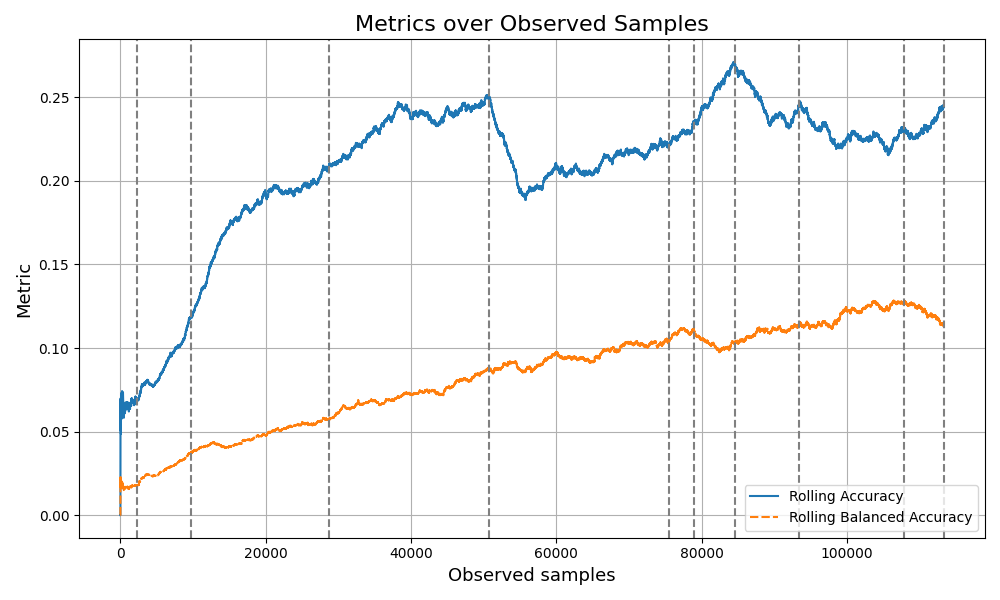 Metrics over Observed Samples
Metric
0.25
0.20
0.15
0.10
0.05
0.00
0 20000 40000 60000 80000 100000
Observed samples
Rolling Accuracy
Rolling Balanced Accuracy